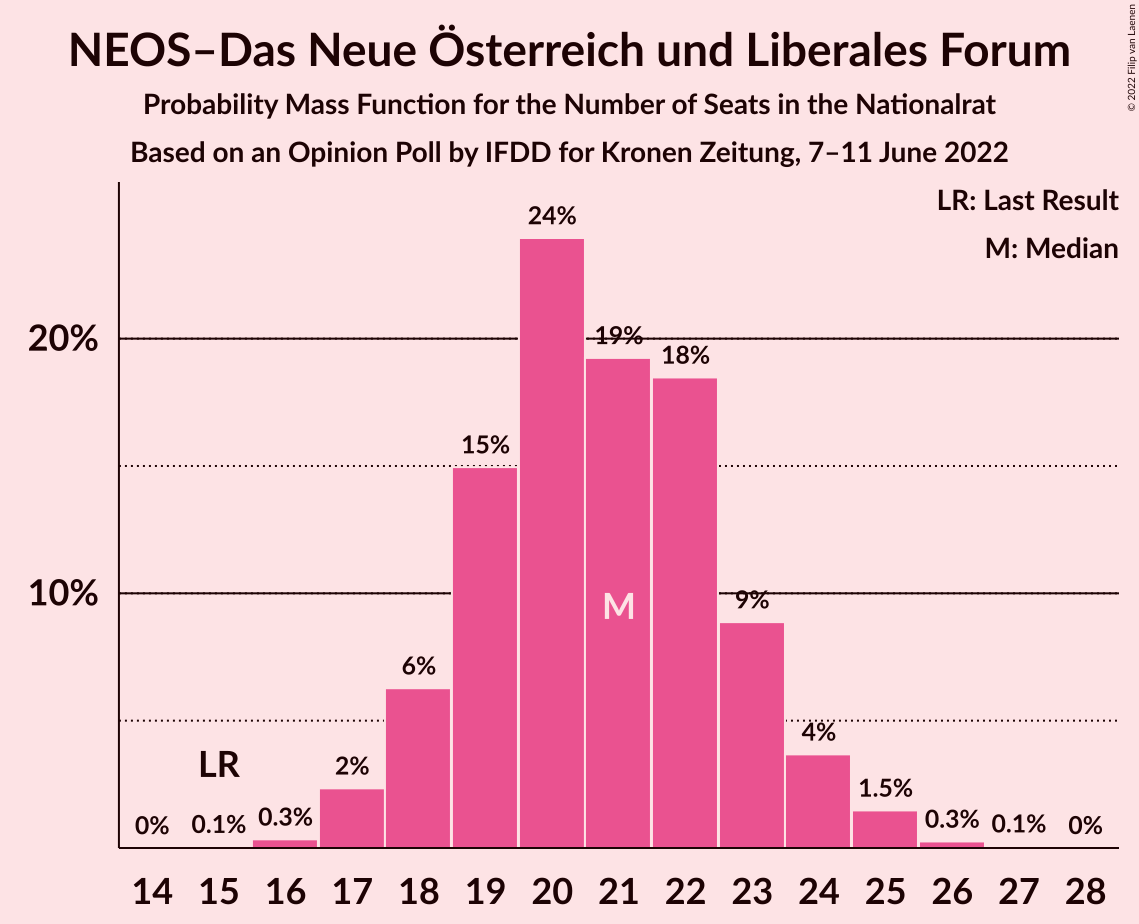 NEOS–Das Neue Österreich und Liberales Forum
Probability Mass Function for the Number of Seats in the Nationalrat
Based on an Opinion Poll by IFDD for Kronen Zeitung, 7–11 June 2022
© 2022 Filip van Laenen
LR: Last Result
M: Median
24%
20%
19%
18%
15%
10%
M
9%
6%
4%
LR
2%
1.5%
0% 0.1% 0.3% 0.3% 0.1% 0%
14 15 16 17 18 19 20 21 22 23 24 25 26 27 28